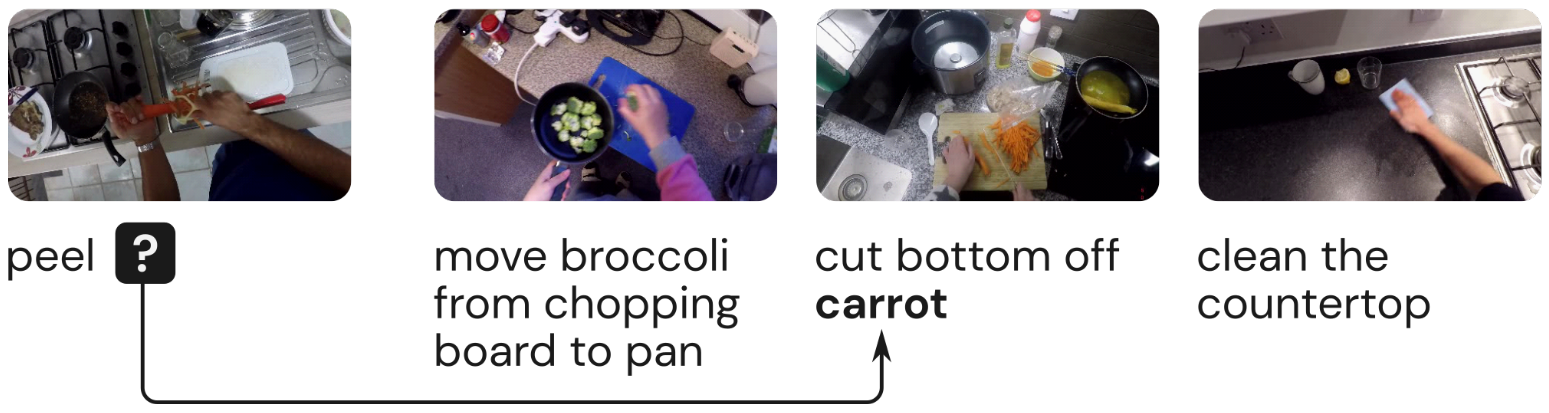 peel ?
move broccoli
from chopping
board to pan
cut bottom off
carrot
clean the
countertop